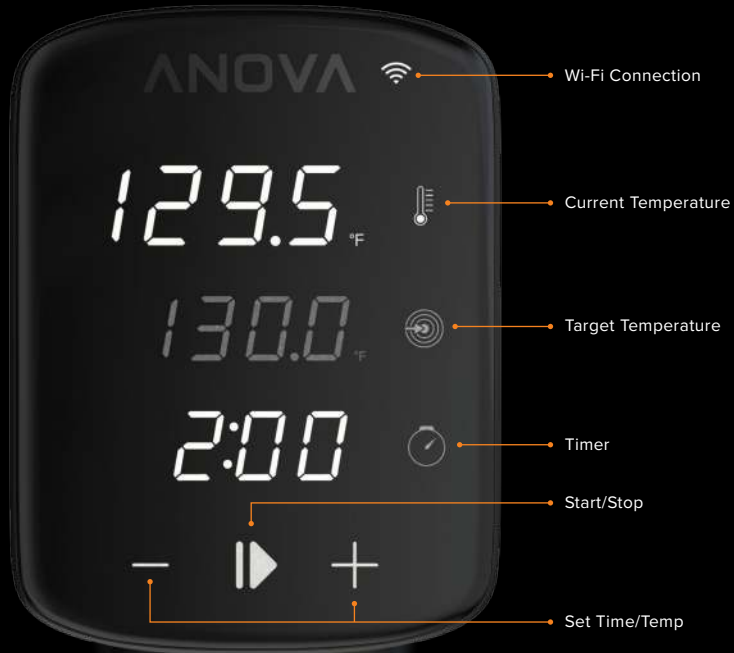 ANOVA
Wi-Fi Connection
129.5 °F
Current Temperature
130.0 °F
Target Temperature
2:00
Timer
Start/Stop
Set Time/Temp